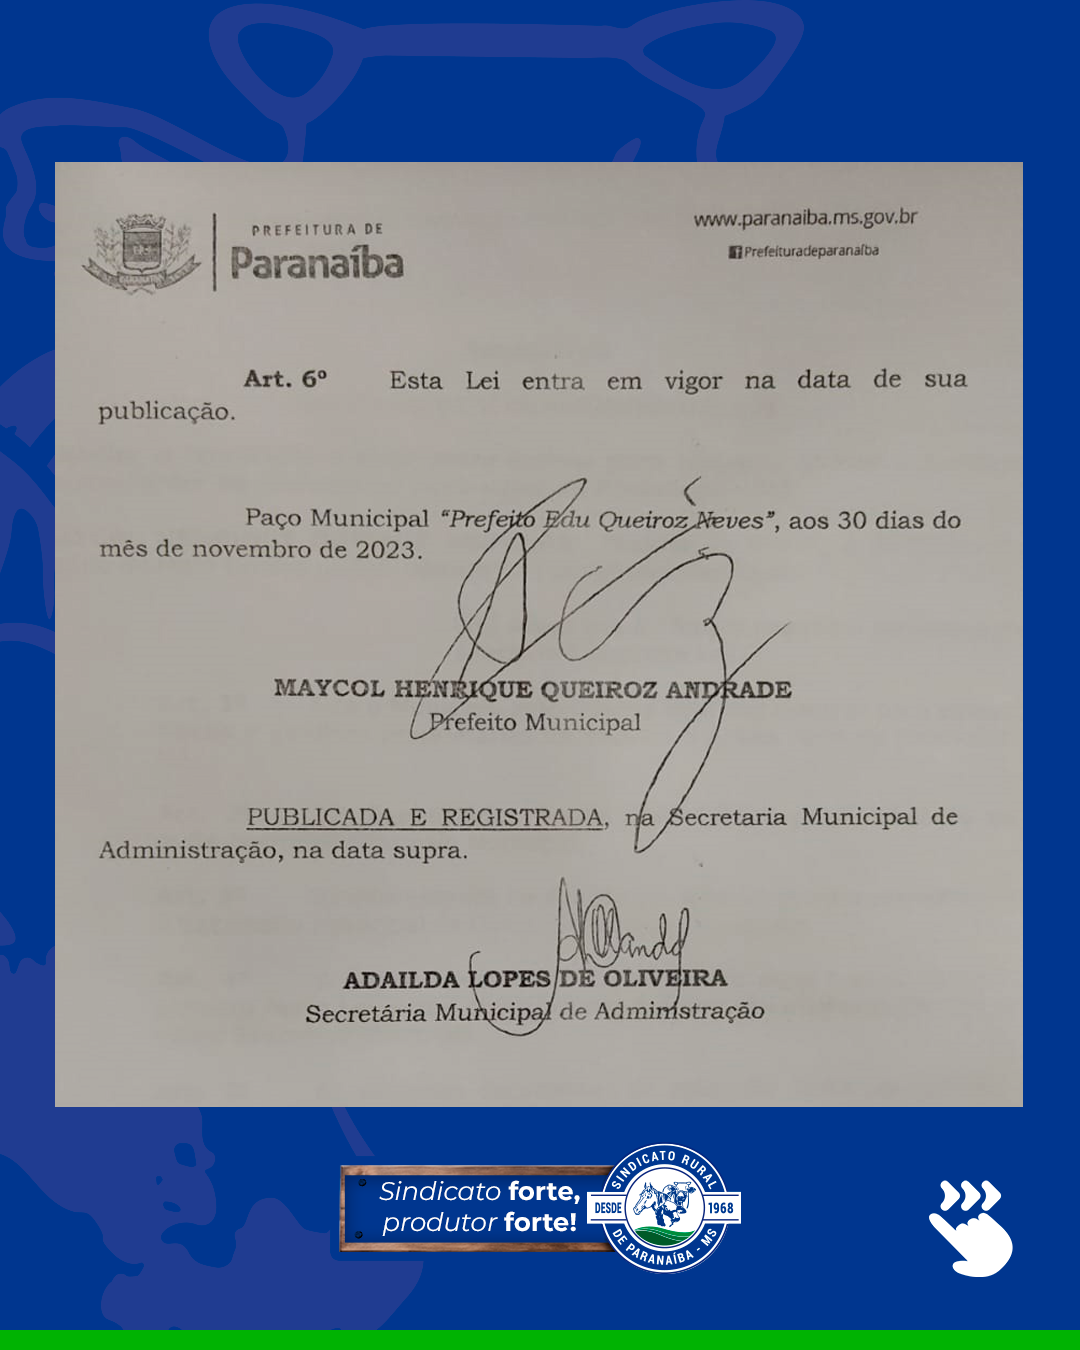 PREFEITURA DE
Paranaíba
www.paranaiba.ms.gov.br
Prefeituradeparanaíba
Art. 6º Esta Lei entra em vigor na data de sua
publicação.
Paço Municipal “Prefeito Edu Queiroz Neves”, aos 30 dias do
mês de novembro de 2023.
MAYCOL HENRIQUE QUEIROZ ANDRADE
Prefeito Municipal
PUBLICADA E REGISTRADA, na Secretaria Municipal de
Administração, na data supra.
ADAILDA LOPES DE OLIVEIRA
Secretária Municipal de Administração
Sindicato forte,
produtor forte!
SINDICATO RURAL
DESDE 1968
DE PARANAÍBA - MS